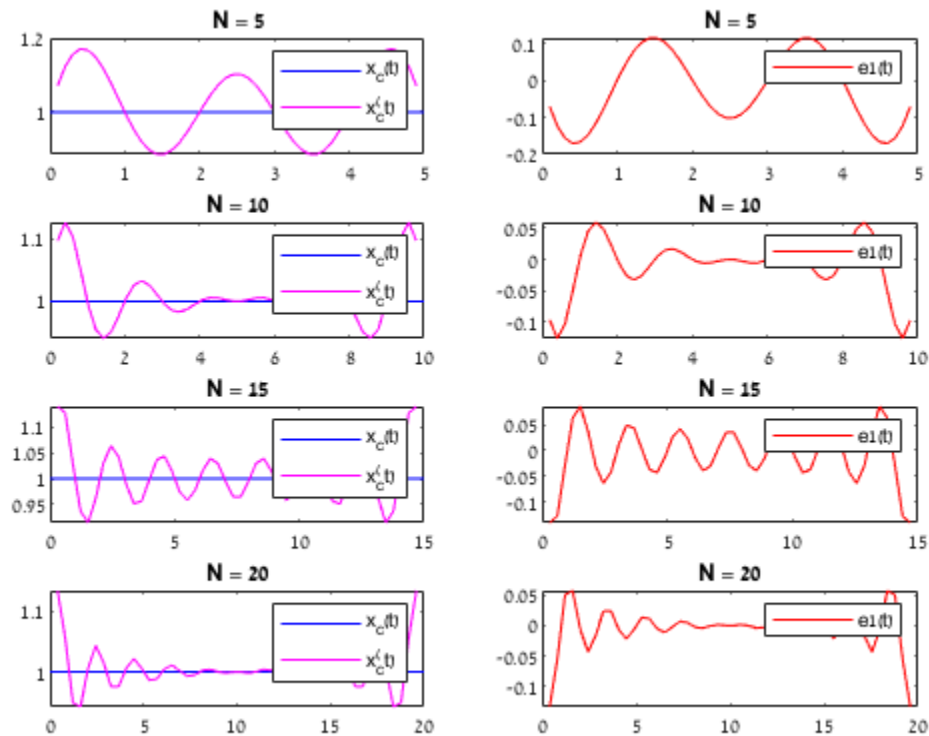 N = 5
1.2
1
0 1 2 3 4 5
x_c(t)
x_c^(t)
N = 5
0.1
0
-0.1
-0.2
0 1 2 3 4 5
e1(t)
N = 10
1.1
1
0 2 4 6 8 10
x_c(t)
x_c^(t)
N = 10
0.05
0
-0.05
-0.1
0 2 4 6 8 10
e1(t)
N = 15
1.1
1.05
1
0.95
0 5 10 15
x_c(t)
x_c^(t)
N = 15
0.05
0
-0.05
-0.1
0 5 10 15
e1(t)
N = 20
1.1
1
0 5 10 15 20
x_c(t)
x_c^(t)
N = 20
0.05
0
-0.05
-0.1
0 5 10 15 20
e1(t)